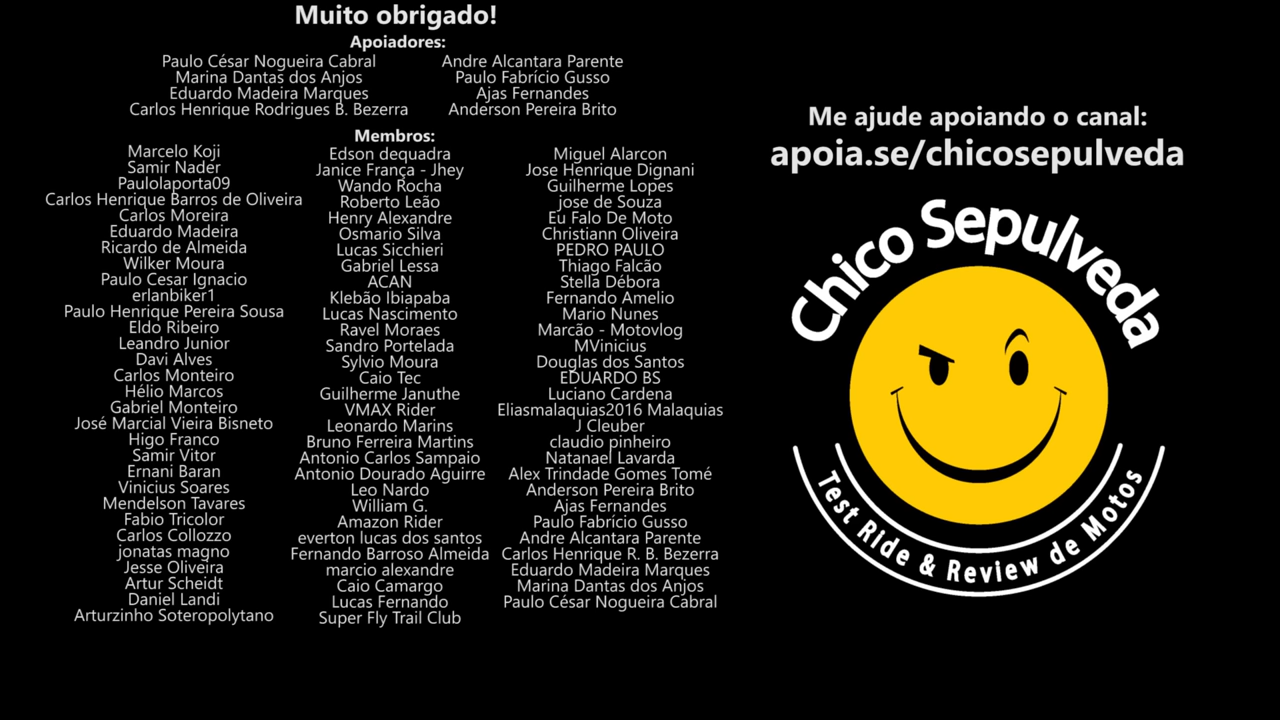 Muito obrigado!
Apoiadores:
Paulo César Nogueira Cabral
Marina Dantas dos Anjos
Eduardo Madeira Marques
Carlos Henrique Rodrigues B. Bezerra
Andre Alcantara Parente
Paulo Fabrício Gusso
Ajas Fernandes
Anderson Pereira Brito
Membros:
Marcelo Koji
Samir Nader
Paulolaporta09
Carlos Henrique Barros de Oliveira
Carlos Moreira
Eduardo Madeira
Ricardo de Almeida
Wilker Moura
Paulo Cesar Ignacio
erlanbiker1
Paulo Henrique Pereira Sousa
Eldo Ribeiro
Leandro Junior
Davi Alves
Carlos Monteiro
Hélio Marcos
Gabriel Monteiro
José Marcial Vieira Bisneto
Higo Franco
Samir Vitor
Ernani Baran
Vinicius Soares
Mendelson Tavares
Fabio Tricolor
Carlos Collozzo
jonatas magno
Jesse Oliveira
Artur Scheidt
Daniel Landi
Arturzinho Soteropolytano
Edson dequadra
Janice França - Jhey
Wando Rocha
Roberto Leão
Henry Alexandre
Osmario Silva
Lucas Sicchieri
Gabriel Lessa
ACAN
Klebão Ibiapaba
Lucas Nascimento
Ravel Moraes
Sandro Portelada
Sylvio Moura
Caio Tec
Guilherme Januthe
VMAX Rider
Leonardo Marins
Bruno Ferreira Martins
Antonio Carlos Sampaio
Antonio Dourado Aguirre
Leo Nardo
William G.
Amazon Rider
everton lucas dos santos
Fernando Barroso Almeida
marcio alexandre
Caio Camargo
Lucas Fernando
Super Fly Trail Club
Miguel Alarcon
Jose Henrique Dignani
Guilherme Lopes
jose de Souza
Eu Falo De Moto
Christiann Oliveira
PEDRO PAULO
Thiago Falcão
Stella Débora
Fernando Amelio
Mario Nunes
Marcão - Motovlog
MVinicius
Douglas dos Santos
EDUARDO BS
Luciano Cardena
Eliasmalaquias2016 Malaquias
J Cleuber
claudio pinheiro
Natanael Lavarda
Alex Trindade Gomes Tomé
Anderson Pereira Brito
Ajas Fernandes
Paulo Fabrício Gusso
Andre Alcantara Parente
Carlos Henrique R. B. Bezerra
Eduardo Madeira Marques
Marina Dantas dos Anjos
Paulo César Nogueira Cabral
Me ajude apoiando o canal:
apoia.se/chicosepulveda
Chico Sepulveda
Test Ride & Review de Motos